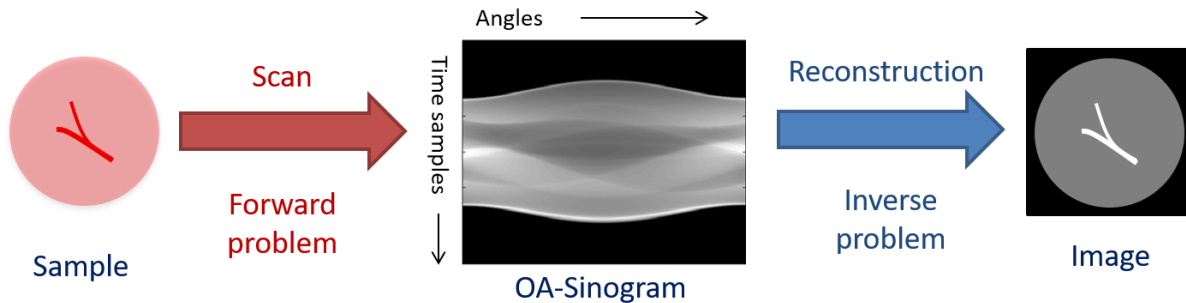 Angles
Scan
Time samples
Reconstruction
Forward
problem
Inverse
problem
Sample
OA-Sinogram
Image